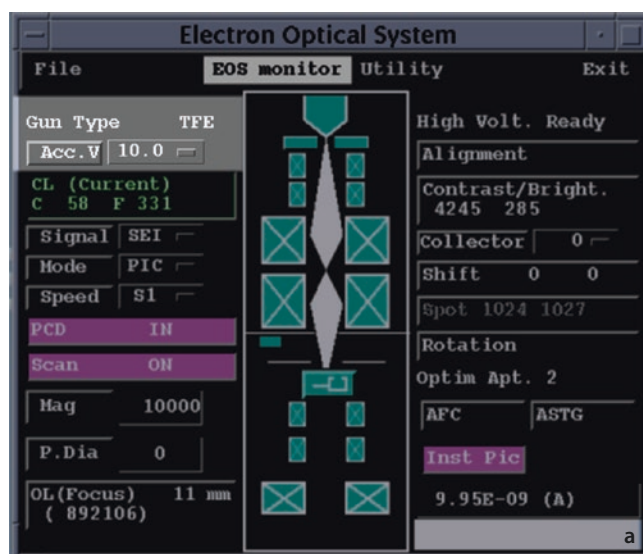 Electron Optical System
File EOS monitor Utility Exit
Gun Type TFE
Acc.V 10.0
CL (Current)
C 58 F 331
Signal SEI
Mode PIC
Speed S1
PCD IN
Scan ON
Mag 10000
P.Dia 0
OL(Focus) 11 mm
( 892106)
High Volt. Ready
Alignment
Contrast/Bright.
4245 285
Collector 0
Shift 0 0
Spot 1024 1027
Rotation
Optim Apt. 2
AFC ASTG
Inst Pic
9.95E-09 (A)
a